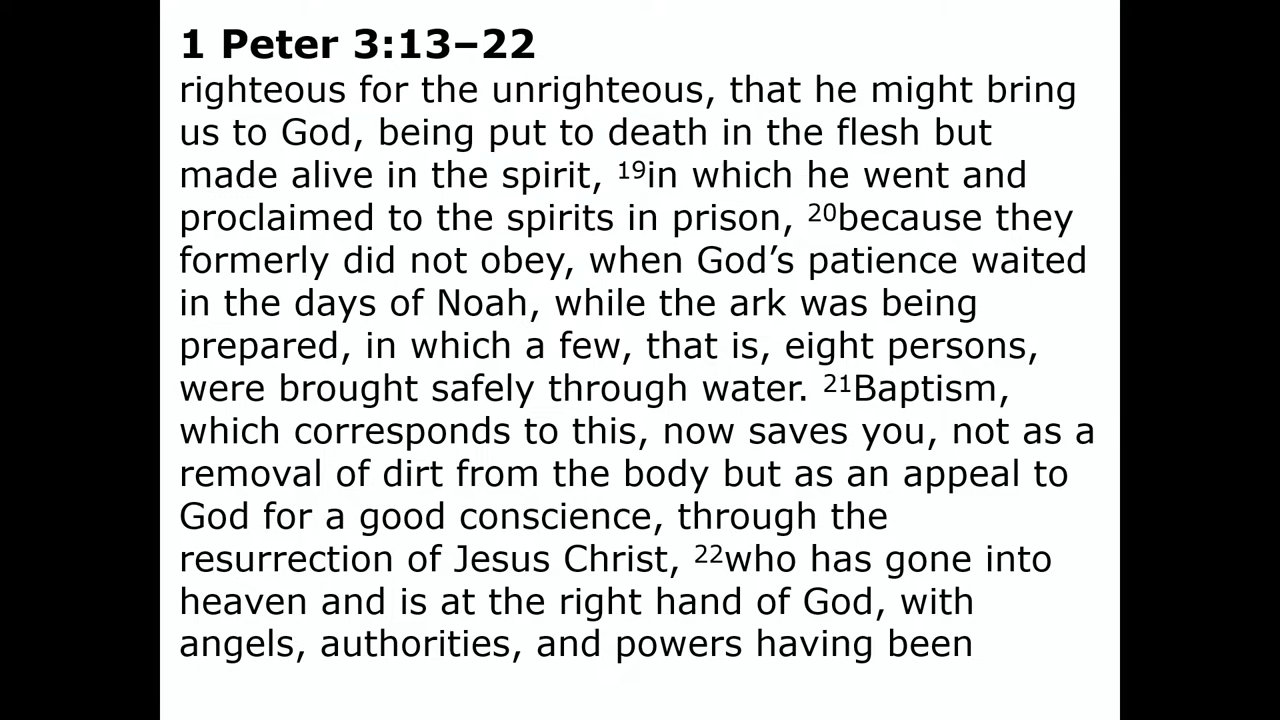 1 Peter 3:13–22
righteous for the unrighteous, that he might bring
us to God, being put to death in the flesh but
made alive in the spirit, 19in which he went and
proclaimed to the spirits in prison, 20because they
formerly did not obey, when God’s patience waited
in the days of Noah, while the ark was being
prepared, in which a few, that is, eight persons,
were brought safely through water. 21Baptism,
which corresponds to this, now saves you, not as a
removal of dirt from the body but as an appeal to
God for a good conscience, through the
resurrection of Jesus Christ, 22who has gone into
heaven and is at the right hand of God, with
angels, authorities, and powers having been